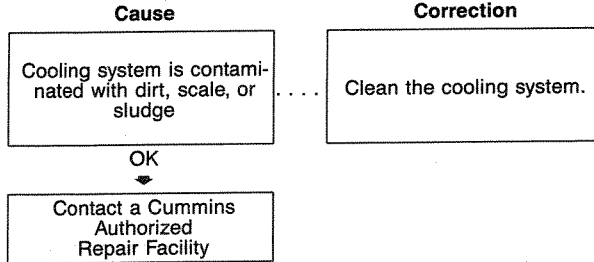 Cause
Correction
Cooling system is contami-
nated with dirt, scale, or
sludge
. . . .
Clean the cooling system.
OK
Contact a Cummins
Authorized
Repair Facility